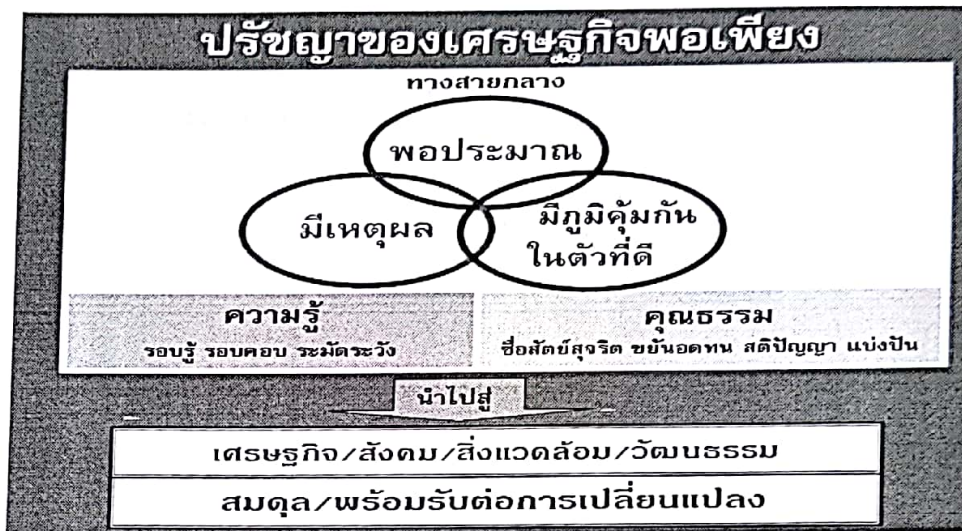 ปรัชญาของเศรษฐกิจพอเพียง
ทางสายกลาง
พอประมาณ
มีเหตุผล
มีภูมิคุ้มกัน
ในตัวที่ดี
ความรู้
รอบรู้ รอบคอบ ระมัดระวัง
คุณธรรม
ซื่อสัตย์สุจริต ขยันอดทน สติปัญญา แบ่งปัน
นำไปสู่
เศรษฐกิจ/สังคม/สิ่งแวดล้อม/วัฒนธรรม
สมดุล/พร้อมรับต่อการเปลี่ยนแปลง